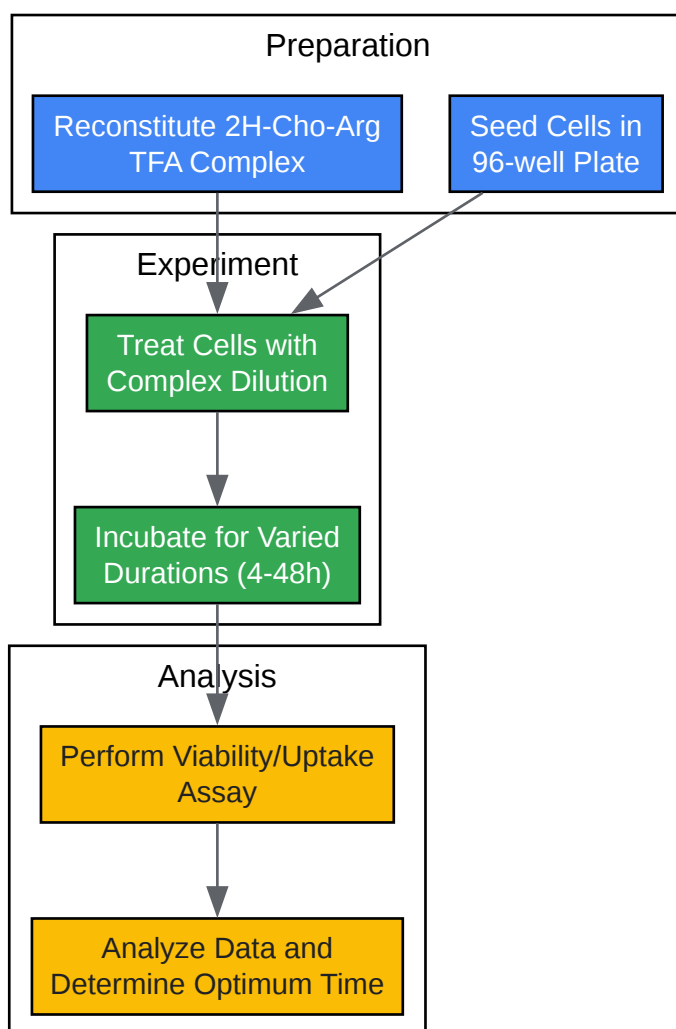 Preparation
Reconstitute 2H-Cho-Arg
TFA Complex
Seed Cells in
96-well Plate
Experiment
Treat Cells with
Complex Dilution
Incubate for Varied
Durations (4-48h)
Analysis
Perform Viability/Uptake
Assay
Analyze Data and
Determine Optimum Time